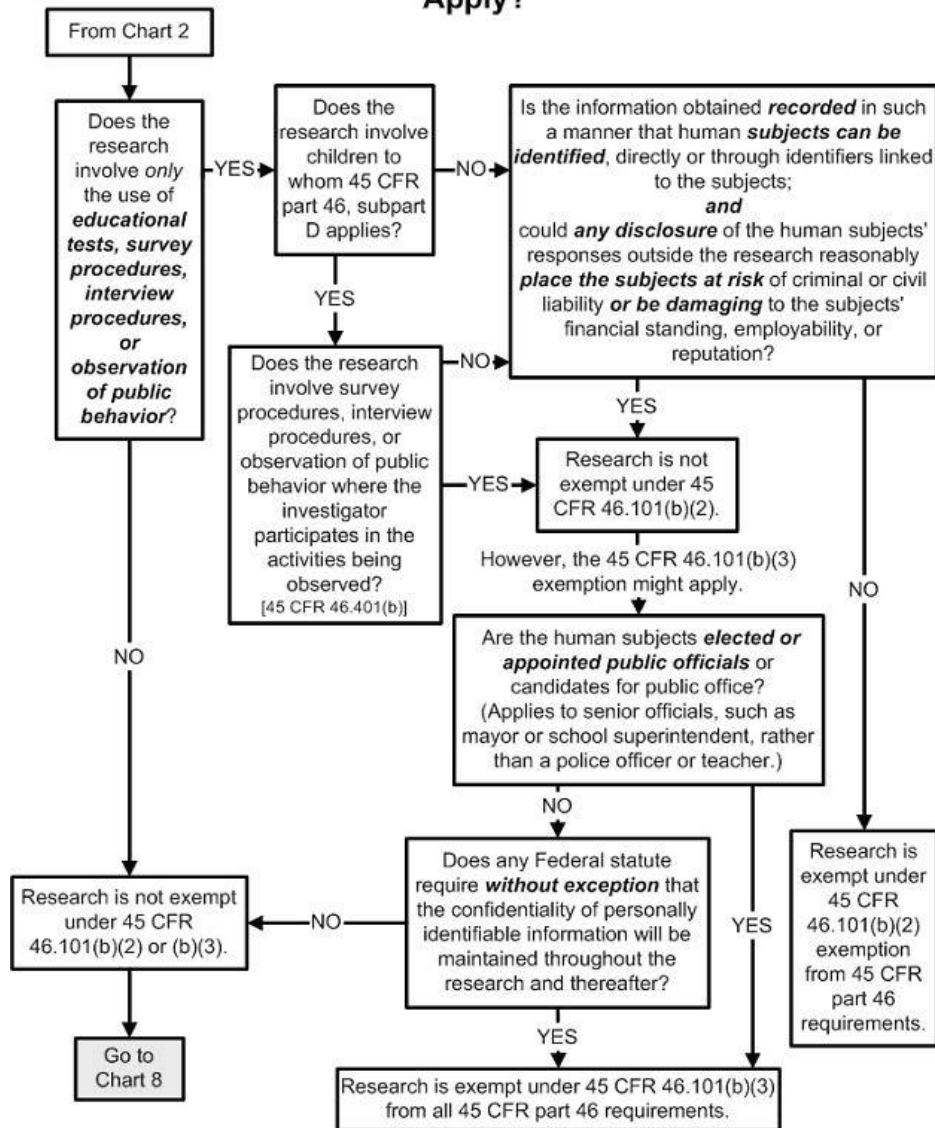 Apply?
From Chart 2
Does the
research
involve only
the use of
educational
tests, survey
procedures,
interview
procedures,
or
observation
of public
behavior?
YES
Does the
research involve
children to
whom 45 CFR
part 46, subpart
D applies?
NO
Is the information obtained recorded in such
a manner that human subjects can be
identified, directly or through identifiers linked
to the subjects;
and
could any disclosure of the human subjects'
responses outside the research reasonably
place the subjects at risk of criminal or civil
liability or be damaging to the subjects'
financial standing, employability, or
reputation?
YES
Does the research
involve survey
procedures, interview
procedures, or
observation of public
behavior where the
investigator
participates in the
activities being
observed?
[45 CFR 46.401(b)]
NO
YES
YES
Research is not
exempt under 45
CFR 46.101(b)(2).
However, the 45 CFR 46.101(b)(3)
exemption might apply.
NO
NO
Are the human subjects elected or
appointed public officials or
candidates for public office?
(Applies to senior officials, such as
mayor or school superintendent, rather
than a police officer or teacher.)
NO
YES
Research is
exempt under
45 CFR
46.101(b)(2)
exemption
from 45 CFR
part 46
requirements.
Does any Federal statute
require without exception that
the confidentiality of personally
identifiable information will be
maintained throughout the
research and thereafter?
NO
Research is not exempt
under 45 CFR
46.101(b)(2) or (b)(3).
YES
Go to
Chart 8
Research is exempt under 45 CFR 46.101(b)(3)
from all 45 CFR part 46 requirements.